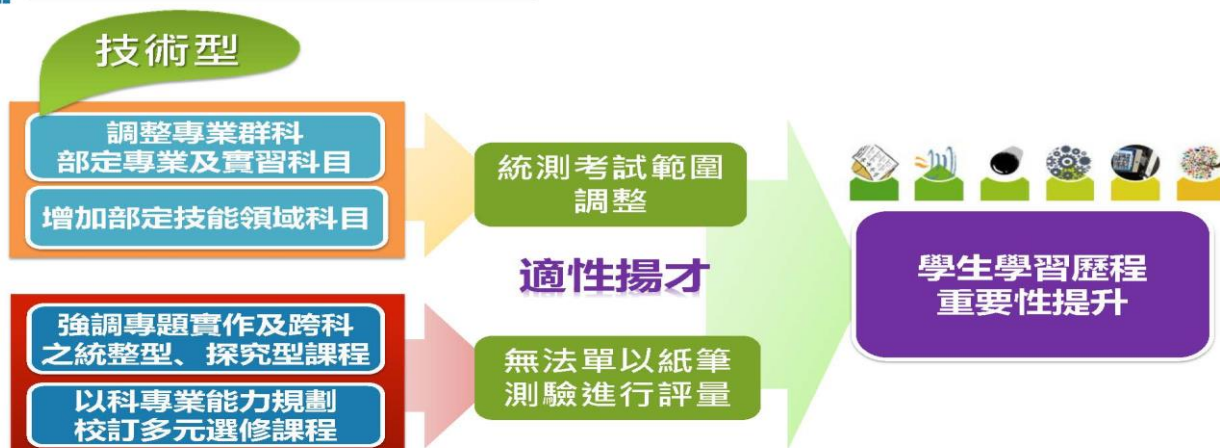 技術型
調整專業群科
部定專業及實習科目
增加部定技能領域科目
強調專題實作及跨科
之統整型、探究型課程
以科專業能力規劃
校訂多元選修課程
統測考試範圍
調整
適性揚才
無法單以紙筆
測驗進行評量
學生學習歷程
重要性提升